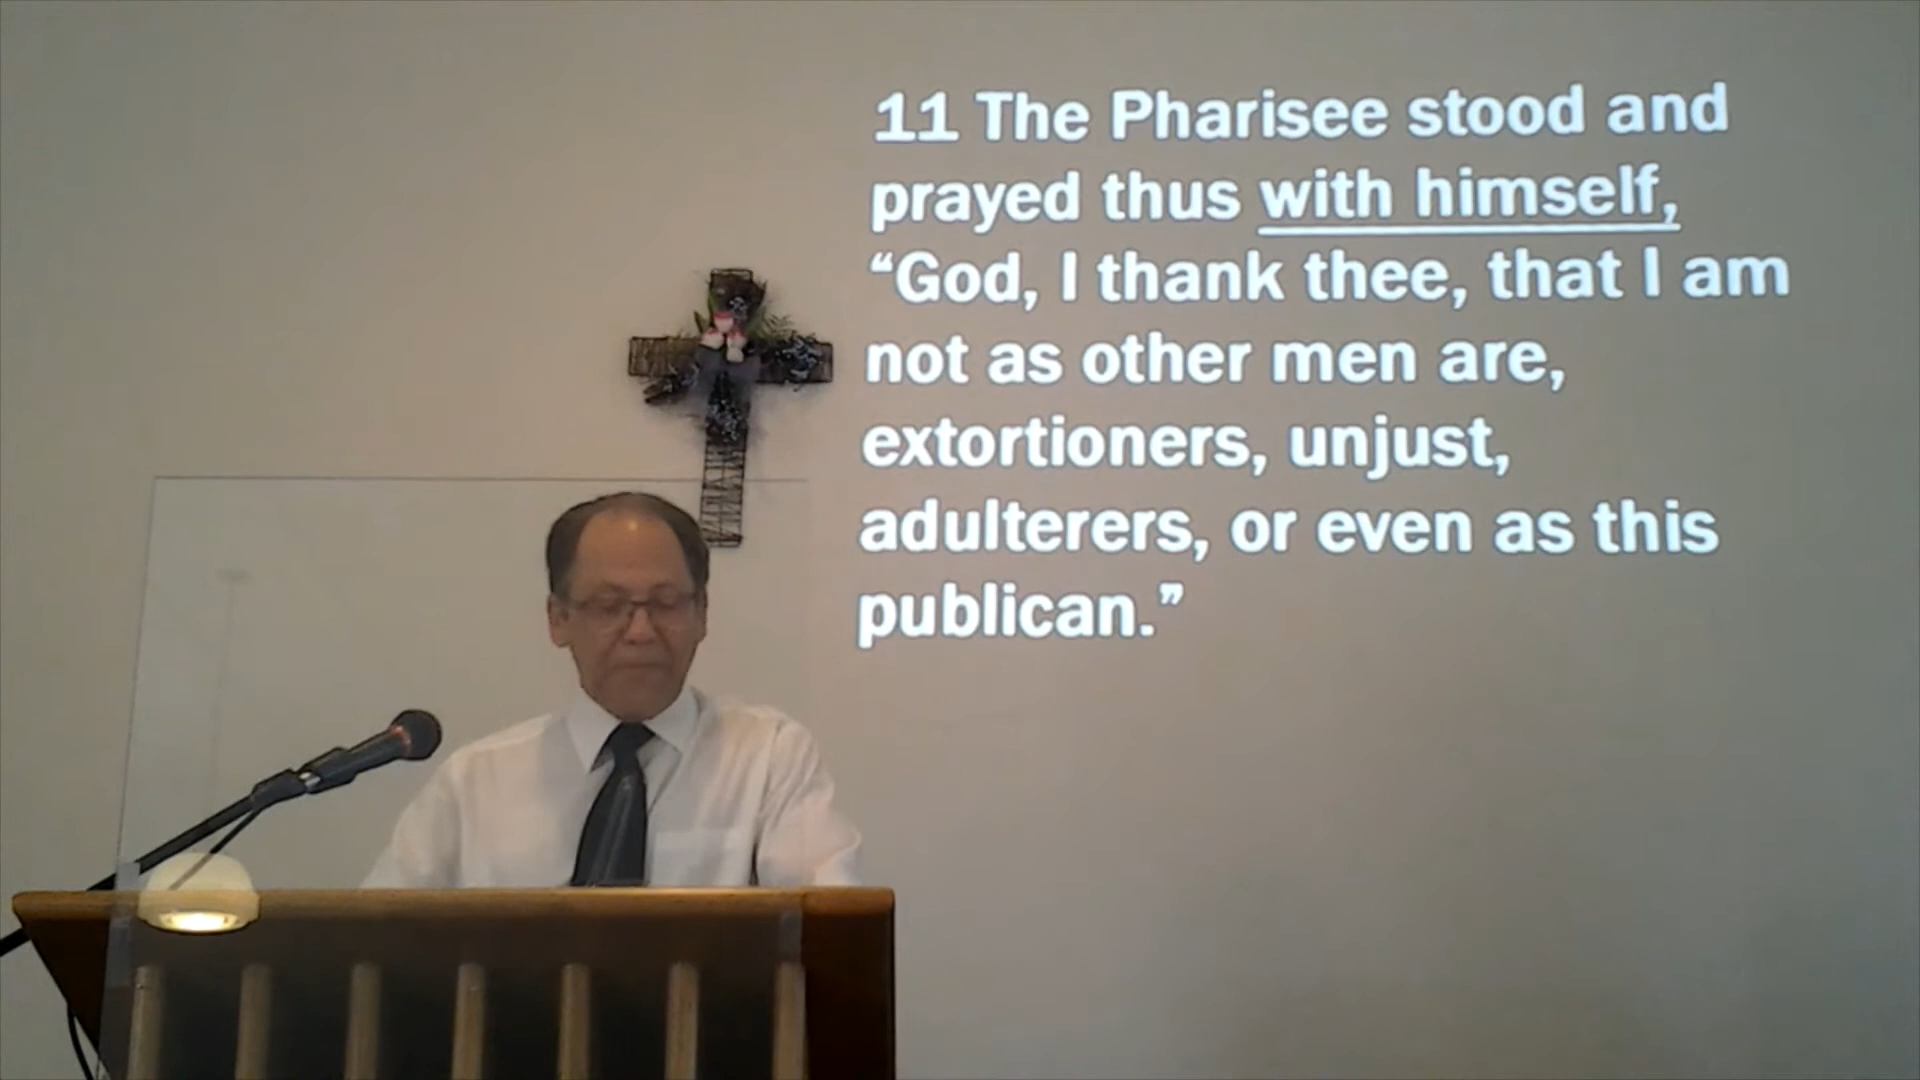 11 The Pharisee stood and
prayed thus with himself,
“God, I thank thee, that I am
not as other men are,
extortioners, unjust,
adulterers, or even as this
publican.”